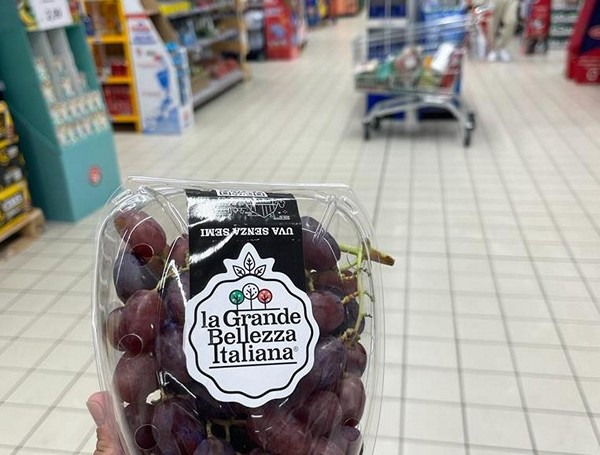 UVA SENZA SEMI
la Grande
Bellezza
Italiana®